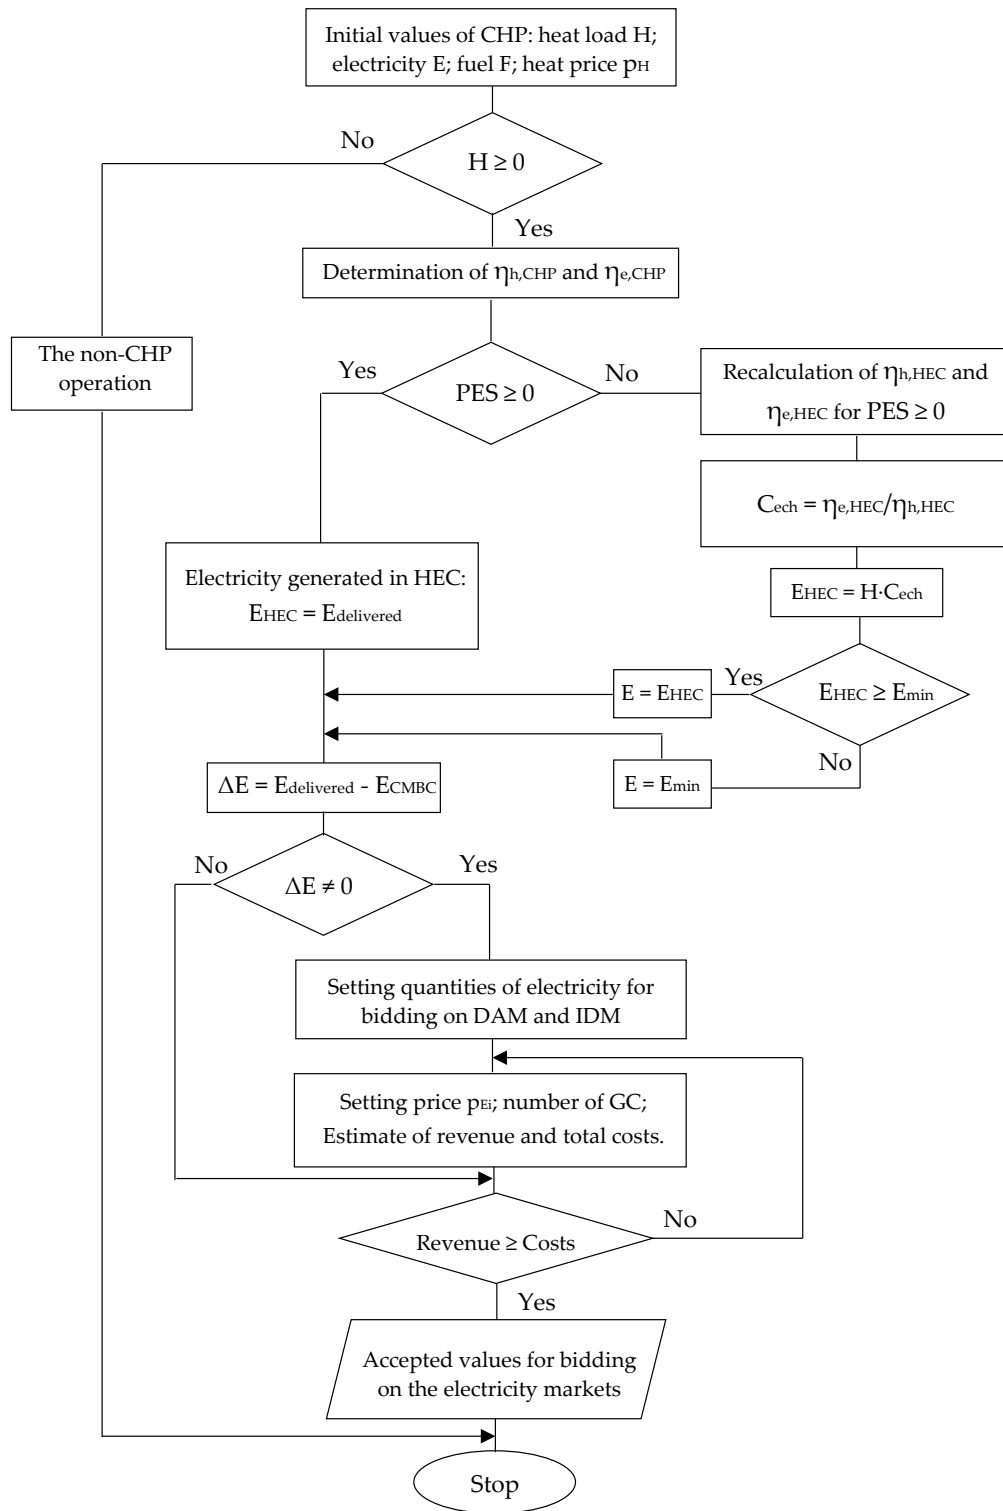 Initial values of CHP: heat load H;
electricity E; fuel F; heat price pH
No
H ≥ 0
Yes
Determination of ηh,CHP and ηe,CHP
The non-CHP
operation
Yes
PES ≥ 0
No
Recalculation of ηh,HEC and
ηe,HEC for PES ≥ 0
Cech = ηe,HEC/ηh,HEC
Electricity generated in HEC:
EHEC = Edelivered
EHEC = H·Cech
E = EHEC
Yes
EHEC ≥ Emin
No
E = Emin
ΔE = Edelivered - ECMBC
No
ΔE ≠ 0
Yes
Setting quantities of electricity for
bidding on DAM and IDM
Setting price pEi; number of GC;
Estimate of revenue and total costs.
Revenue ≥ Costs
No
Yes
Accepted values for bidding
on the electricity markets
Stop